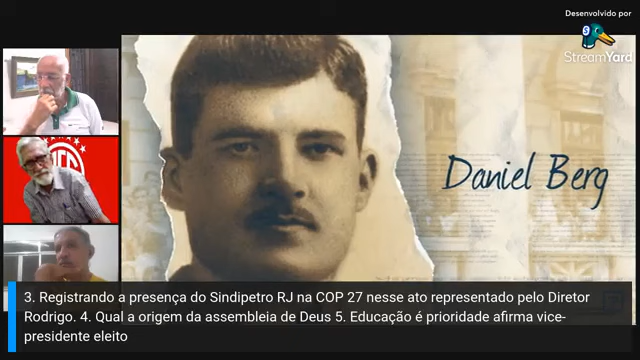 Desenvolvido por
StreamYard
Daniel Berg
3. Registrando a presença do Sindipetro RJ na COP 27 nesse ato representado pelo Diretor
Rodrigo. 4. Qual a origem da assembleia de Deus 5. Educação é prioridade afirma vice-
presidente eleito